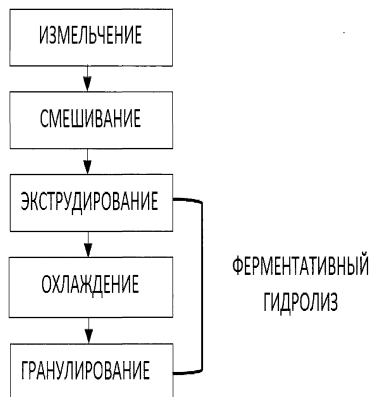 ИЗМЕЛЬЧЕНИЕ
СМЕШИВАНИЕ
ЭКСТРУДИРОВАНИЕ
ОХЛАЖДЕНИЕ
ГРАНУЛИРОВАНИЕ
ФЕРМЕНТАТИВНЫЙ
ГИДРОЛИЗ